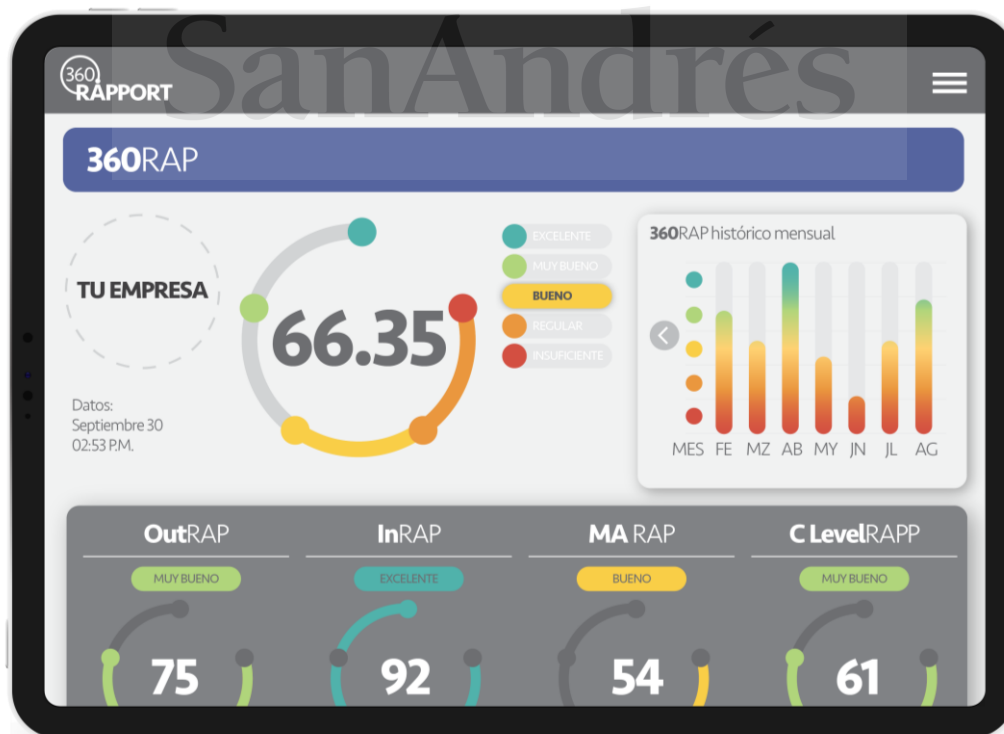 SanAndrés
360
RAPPORT
360RAP
TU EMPRESA
Datos:
Septiembre 30
02:53 P.M.
66.35
EXCELENTE
MUY BUENO
BUENO
REGULAR
INSUFICIENTE
360RAP histórico mensual
MES FE MZ AB MY JN JL AG
OutRAP
MUY BUENO
75
InRAP
EXCELENTE
92
MA RAP
BUENO
54
C LevelRAPP
MUY BUENO
61